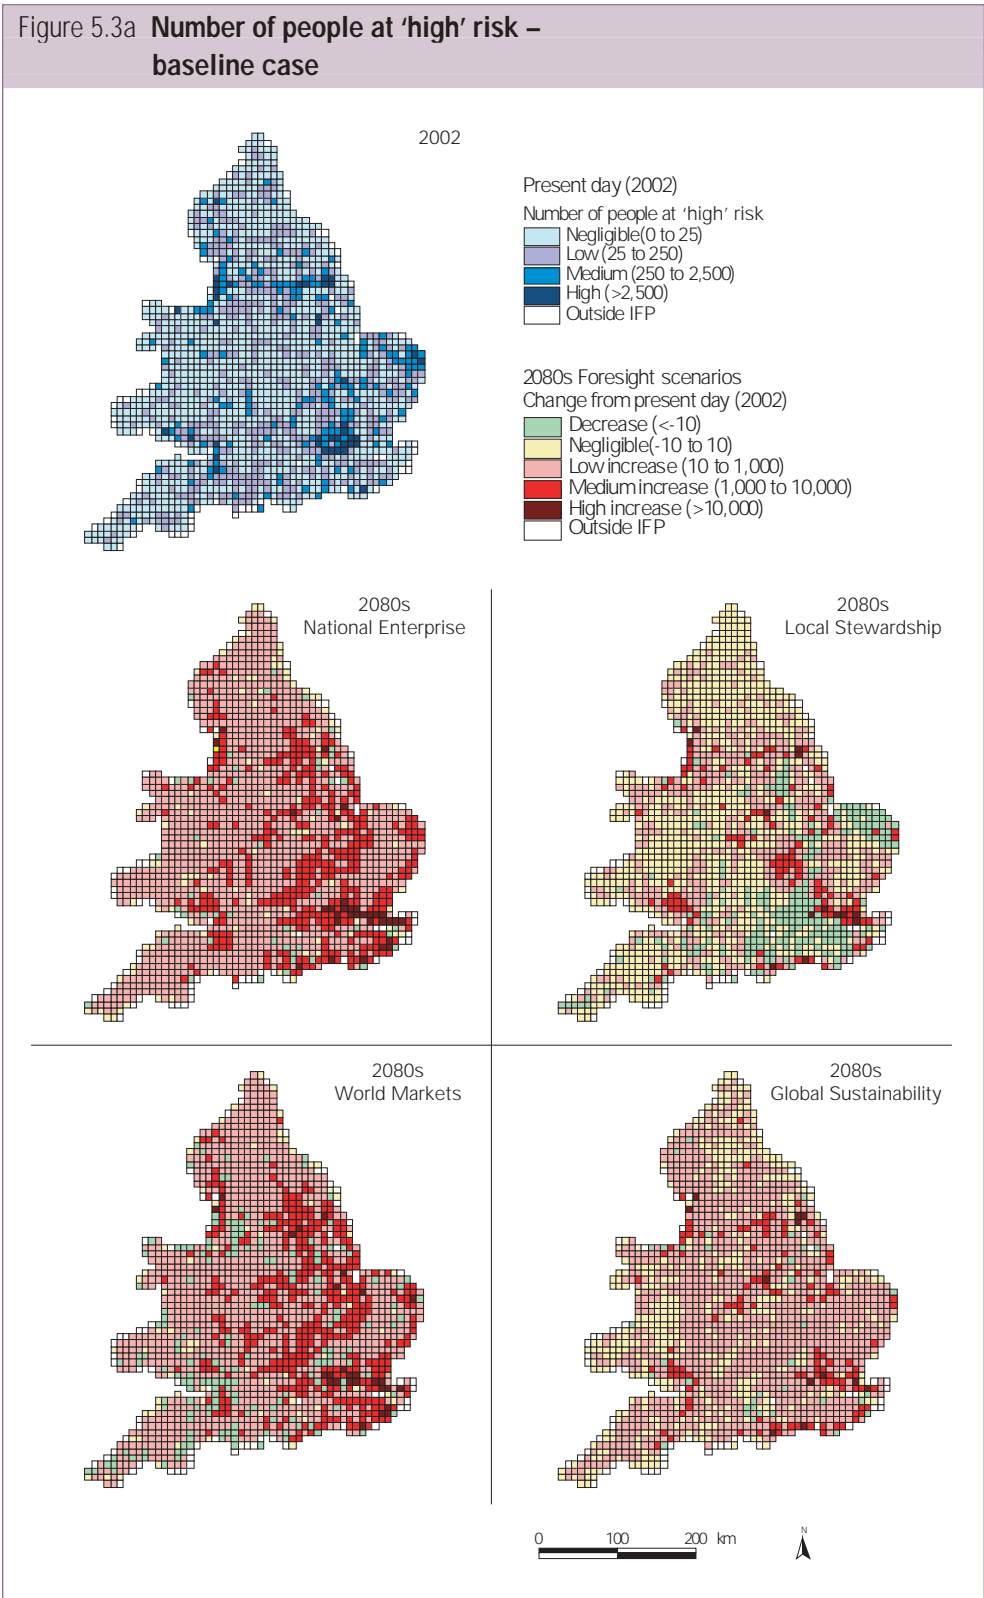 Figure 5.3a Number of people at ‘high’ risk –
baseline case
2002
Present day (2002)
Number of people at ‘high’ risk
Negligible(0 to 25)
Low (25 to 250)
Medium (250 to 2,500)
High (>2,500)
Outside IFP
2080s Foresight scenarios
Change from present day (2002)
Decrease (<-10)
Negligible(-10 to 10)
Low increase (10 to 1,000)
Medium increase (1,000 to 10,000)
High increase (>10,000)
Outside IFP
2080s
National Enterprise
2080s
Local Stewardship
2080s
World Markets
2080s
Global Sustainability
0 100 200 km
N